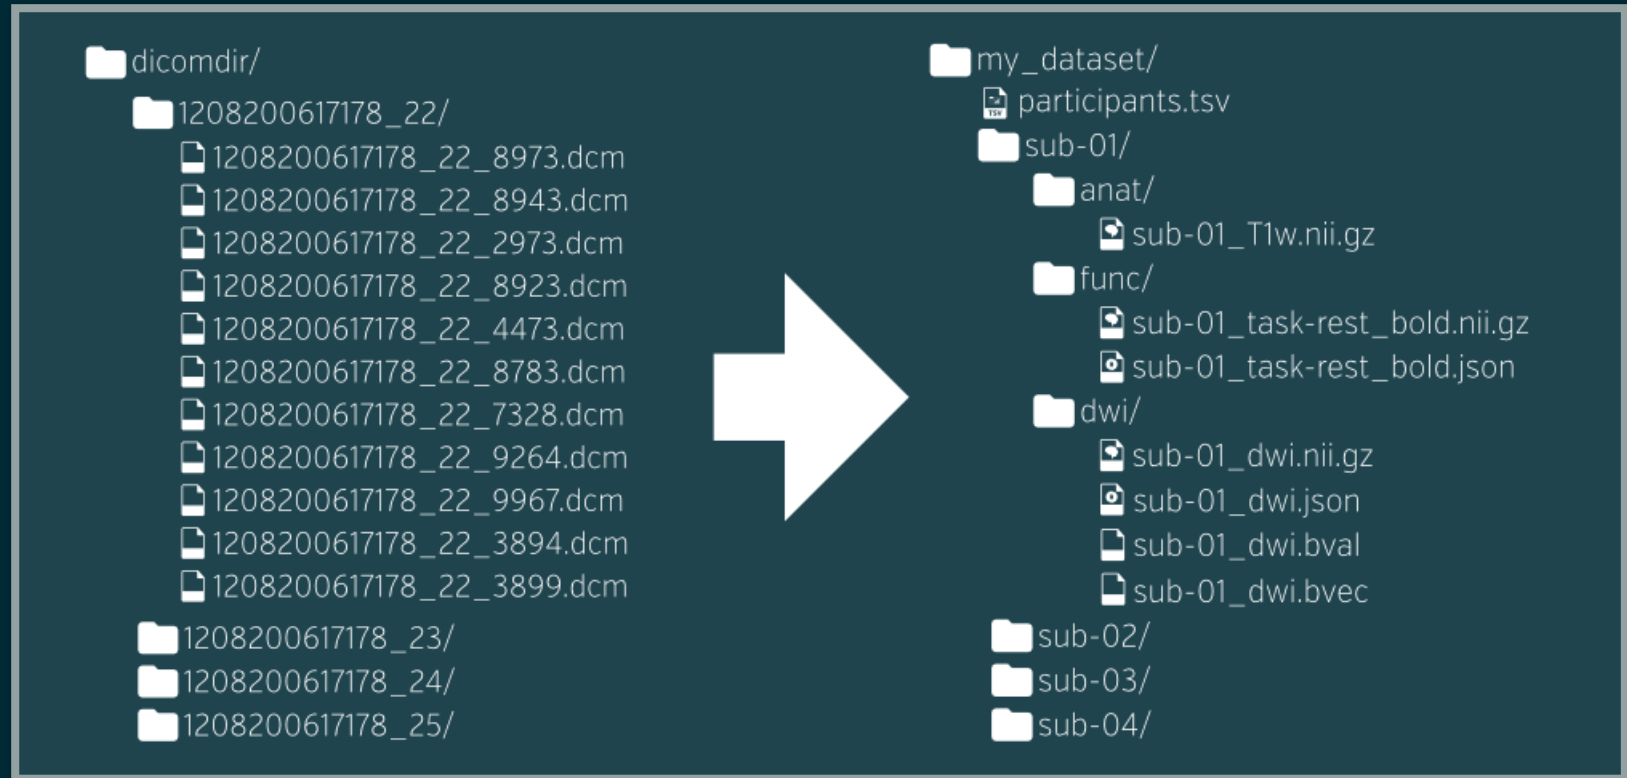 dicomdir/
1208200617178_22/
1208200617178_22_8973.dcm
1208200617178_22_8943.dcm
1208200617178_22_2973.dcm
1208200617178_22_8923.dcm
1208200617178_22_4473.dcm
1208200617178_22_8783.dcm
1208200617178_22_7328.dcm
1208200617178_22_9264.dcm
1208200617178_22_9967.dcm
1208200617178_22_3894.dcm
1208200617178_22_3899.dcm
1208200617178_23/
1208200617178_24/
1208200617178_25/
my_dataset/
TSV participants.tsv
sub-01/
anat/
sub-01_T1w.nii.gz
func/
sub-01_task-rest_bold.nii.gz
sub-01_task-rest_bold.json
dwi/
sub-01_dwi.nii.gz
sub-01_dwi.json
sub-01_dwi.bval
sub-01_dwi.bvec
sub-02/
sub-03/
sub-04/